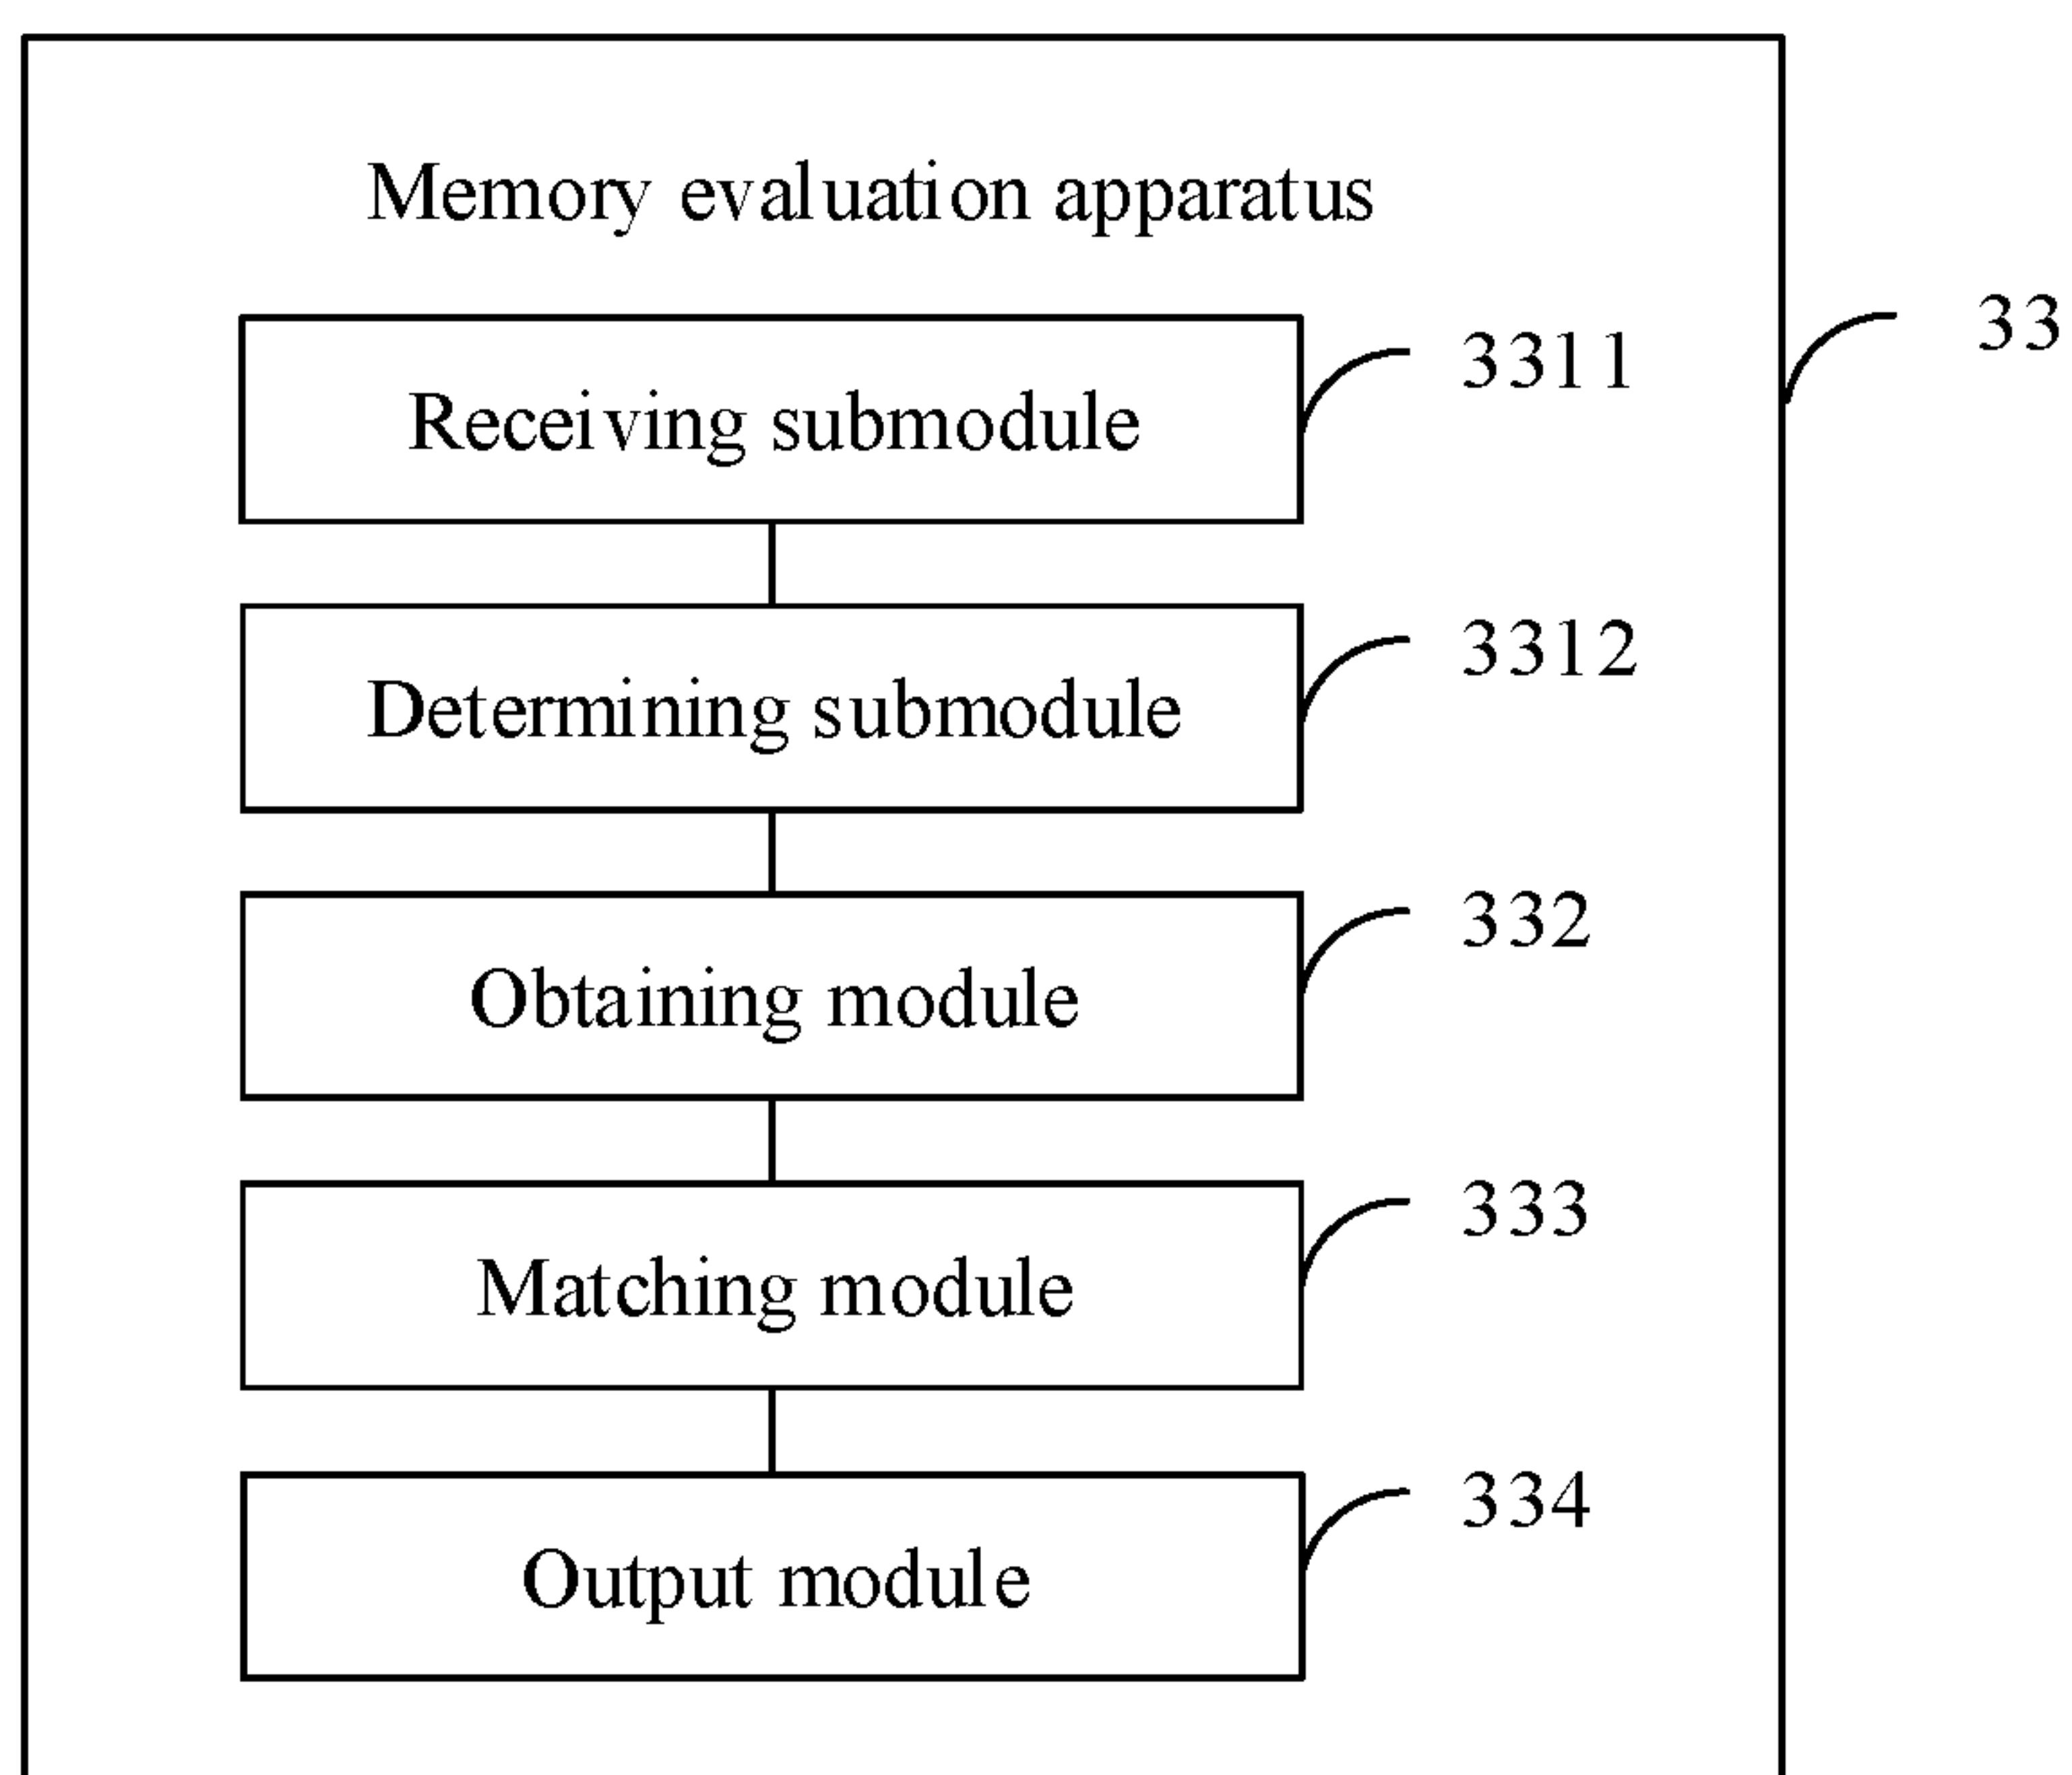 Memory evaluation apparatus
33
Receiving submodule
3311
Determining submodule
3312
Obtaining module
332
Matching module
333
Output module
334